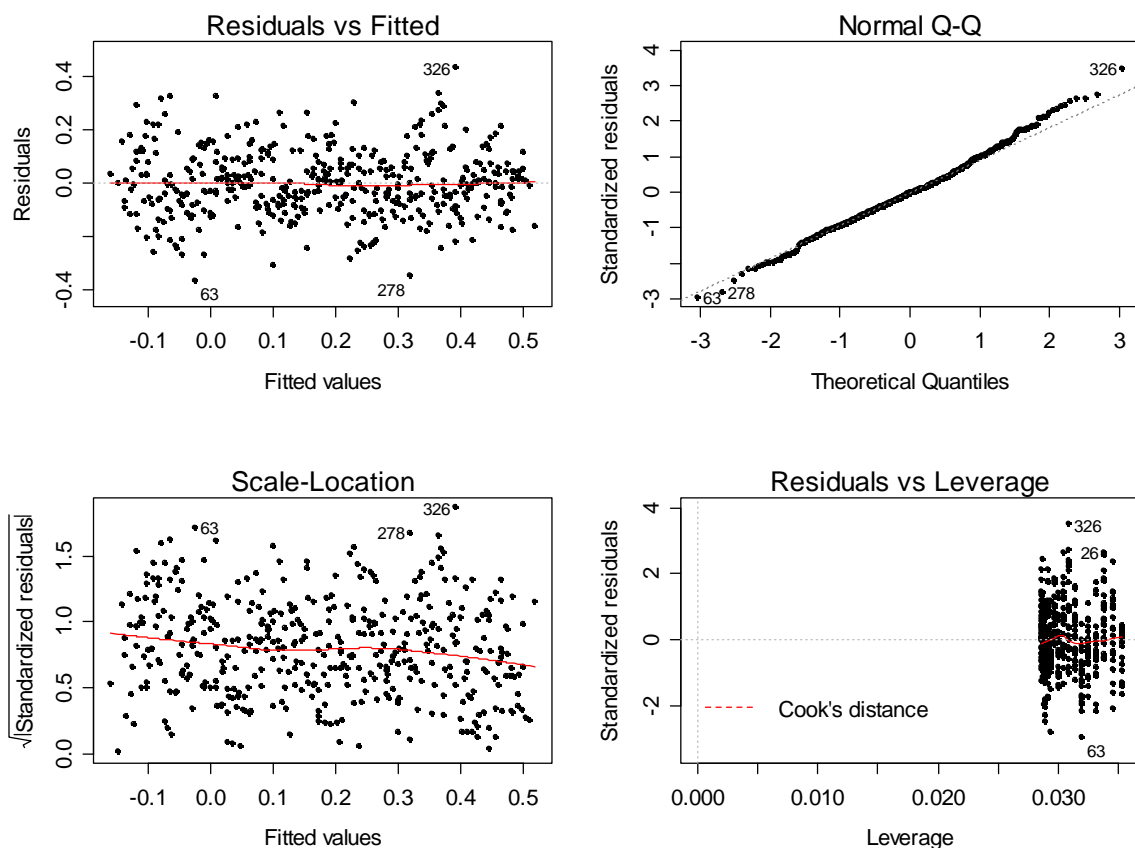 Residuals vs Fitted
Residuals
0.4
0.2
0.0
-0.4
326
63
278
-0.1 0.0 0.1 0.2 0.3 0.4 0.5
Fitted values
Normal Q-Q
Standardized residuals
4
3
2
1
0
-1
-3
326
63
278
-3 -2 -1 0 1 2 3
Theoretical Quantiles
Scale-Location
√|Standardized residuals|
1.5
1.0
0.5
0.0
63
278
326
-0.1 0.0 0.1 0.2 0.3 0.4 0.5
Fitted values
Residuals vs Leverage
Standardized residuals
4
2
0
-2
326
26
63
Cook's distance
0.000 0.010 0.020 0.030
Leverage